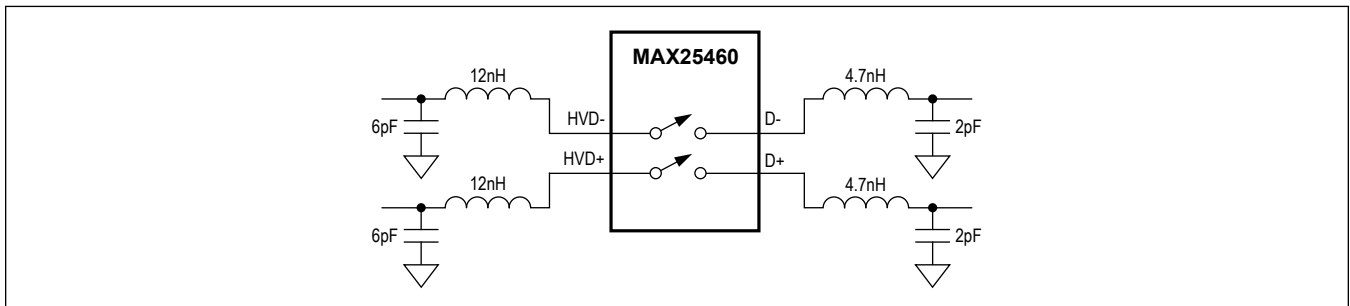 MAX25460
12nH
4.7nH
HVD-
D-
6pF
2pF
HVD+
D+
12nH
4.7nH
6pF
2pF